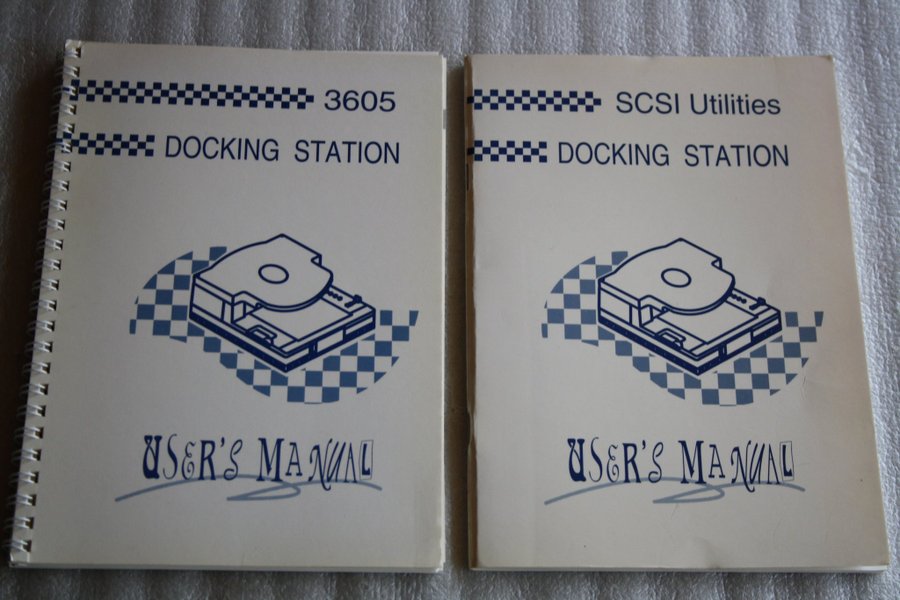 3605
DOCKING STATION
USER'S MANUAL
SCSI Utilities
DOCKING STATION
USER'S MANUAL